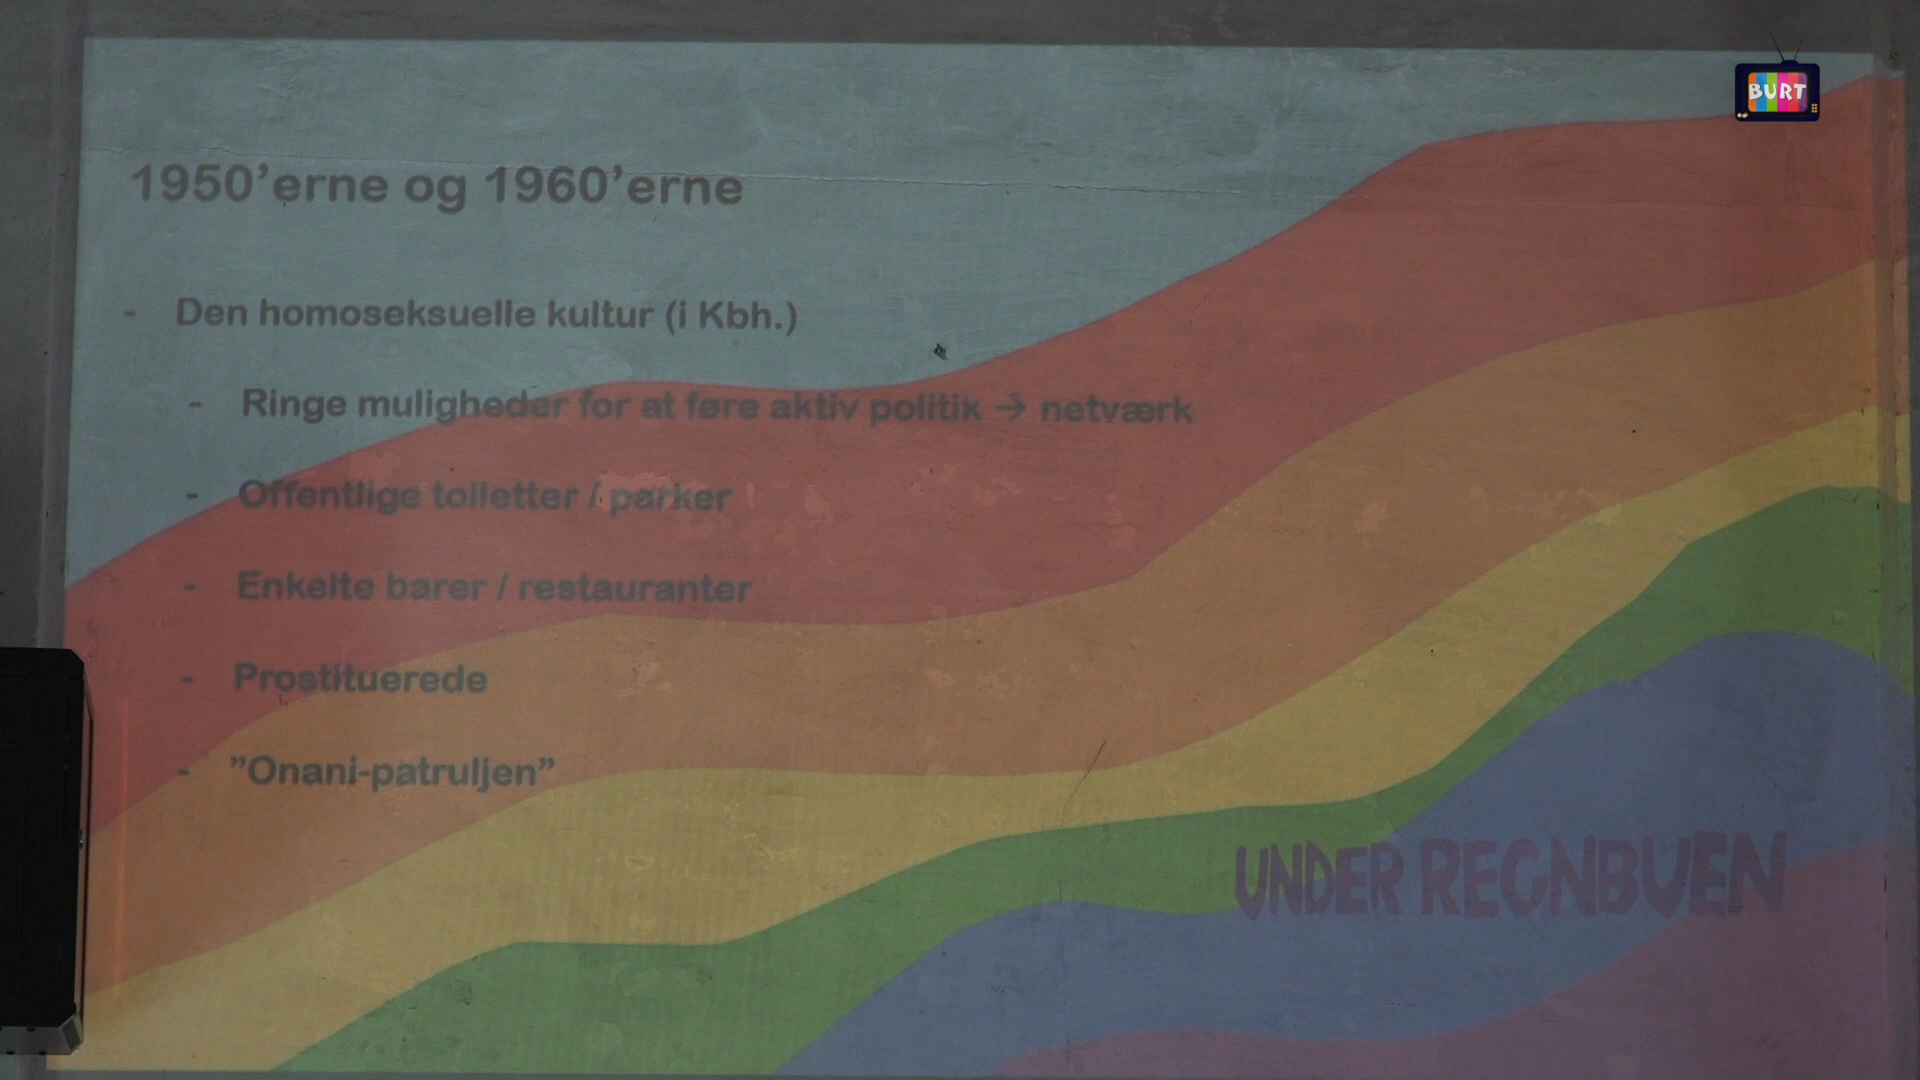 BURT
1950’erne og 1960’erne
- Den homoseksuelle kultur (i Kbh.)
- Ringe muligheder for at føre aktiv politik → netværk
- Offentlige toiletter / parker
- Enkelte barer / restauranter
- Prostituerede
- ”Onani-patruljen”
UNDER REGNBUEN